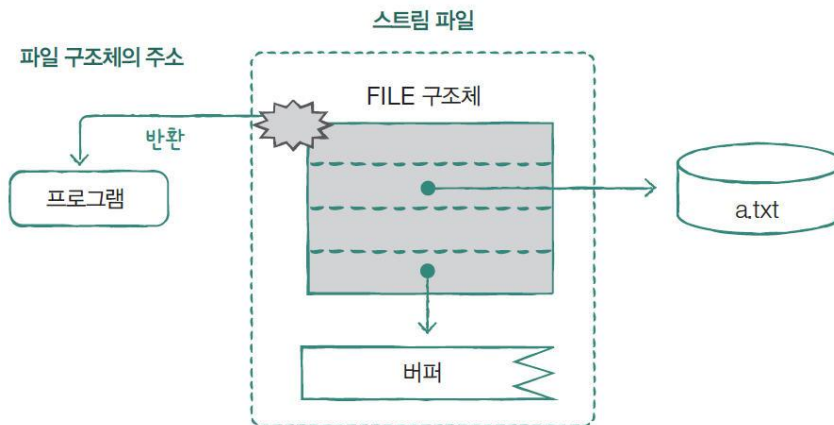 스트림 파일
파일 구조체의 주소
FILE 구조체
반환
프로그램
a.txt
버퍼